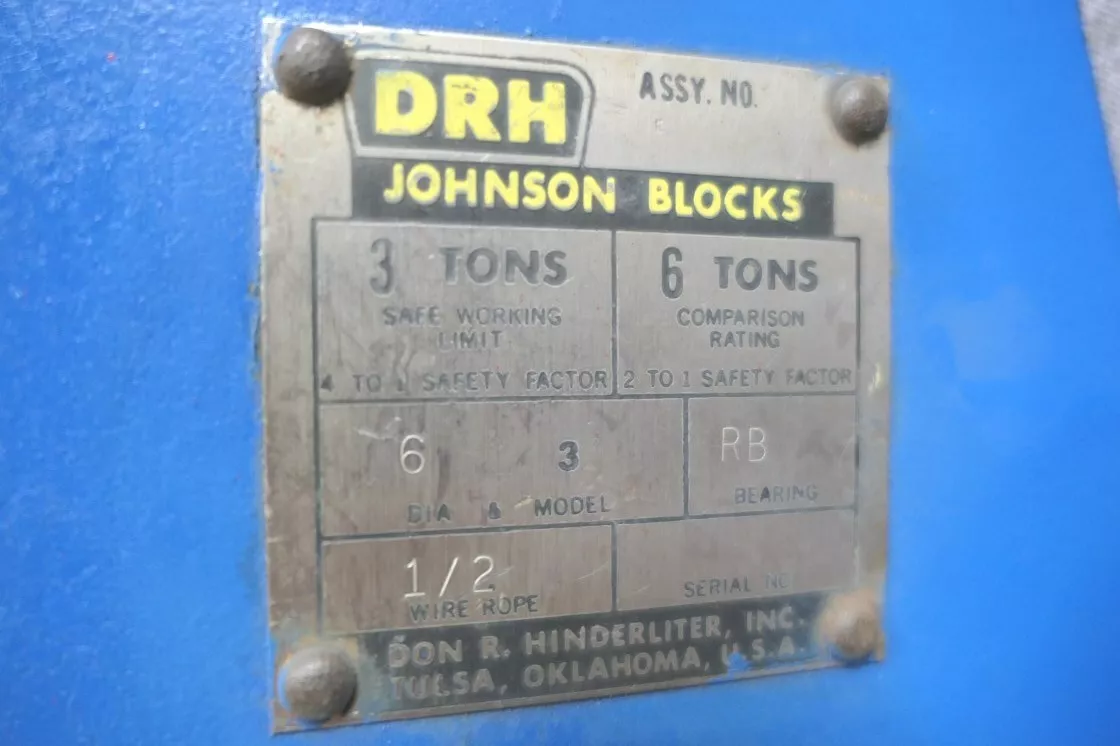 DRH
ASSY. NO.
JOHNSON BLOCKS
3 TONS
SAFE WORKING
LIMIT
4 TO 1 SAFETY FACTOR
6 TONS
COMPARISON
RATING
2 TO 1 SAFETY FACTOR
6 3
DIA & MODEL
RB
BEARING
1/2
WIRE ROPE
SERIAL NO
DON R. HINDERLITER, INC.
TULSA, OKLAHOMA, U.S.A.